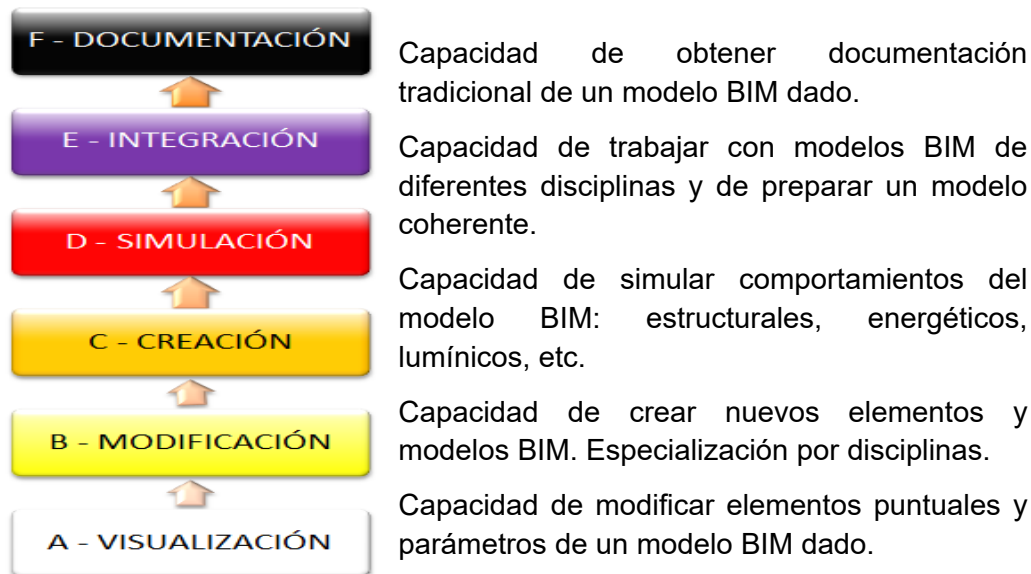 F - DOCUMENTACIÓN
Capacidad de obtener documentación
tradicional de un modelo BIM dado.
E - INTEGRACIÓN
Capacidad de trabajar con modelos BIM de
diferentes disciplinas y de preparar un modelo
coherente.
D - SIMULACIÓN
Capacidad de simular comportamientos del
modelo BIM: estructurales, energéticos,
lumínicos, etc.
C - CREACIÓN
Capacidad de crear nuevos elementos y
modelos BIM. Especialización por disciplinas.
B - MODIFICACIÓN
Capacidad de modificar elementos puntuales y
parámetros de un modelo BIM dado.
A - VISUALIZACIÓN